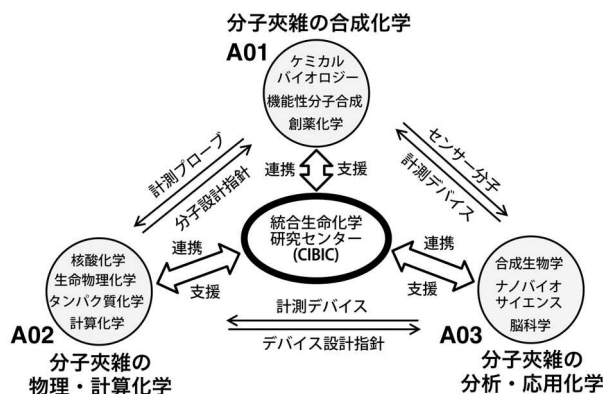 分子夾雑の合成化学
A01
ケミカル
バイオロジー
機能性分子合成
創薬化学
計測プローブ
分子設計指針
連携
支援
センサー分子
計測デバイス
統合生命化学
研究センター
(CIBIC)
核酸化学
生命物理化学
タンパク質化学
計算化学
A02
分子夾雑の
物理・計算化学
連携
支援
連携
支援
計測デバイス
デバイス設計指針
合成生物学
ナノバイオ
サイエンス
脳科学
A03
分子夾雑の
分析・応用化学